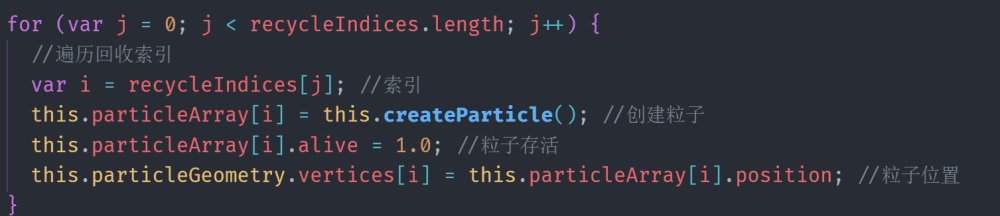 for (var j = 0; j < recycleIndices.length; j++) {
//遍历回收索引
var i = recycleIndices[j]; //索引
this.particleArray[i] = this.createParticle(); //创建粒子
this.particleArray[i].alive = 1.0; //粒子存活
this.particleGeometry.vertices[i] = this.particleArray[i].position; //粒子位置
}